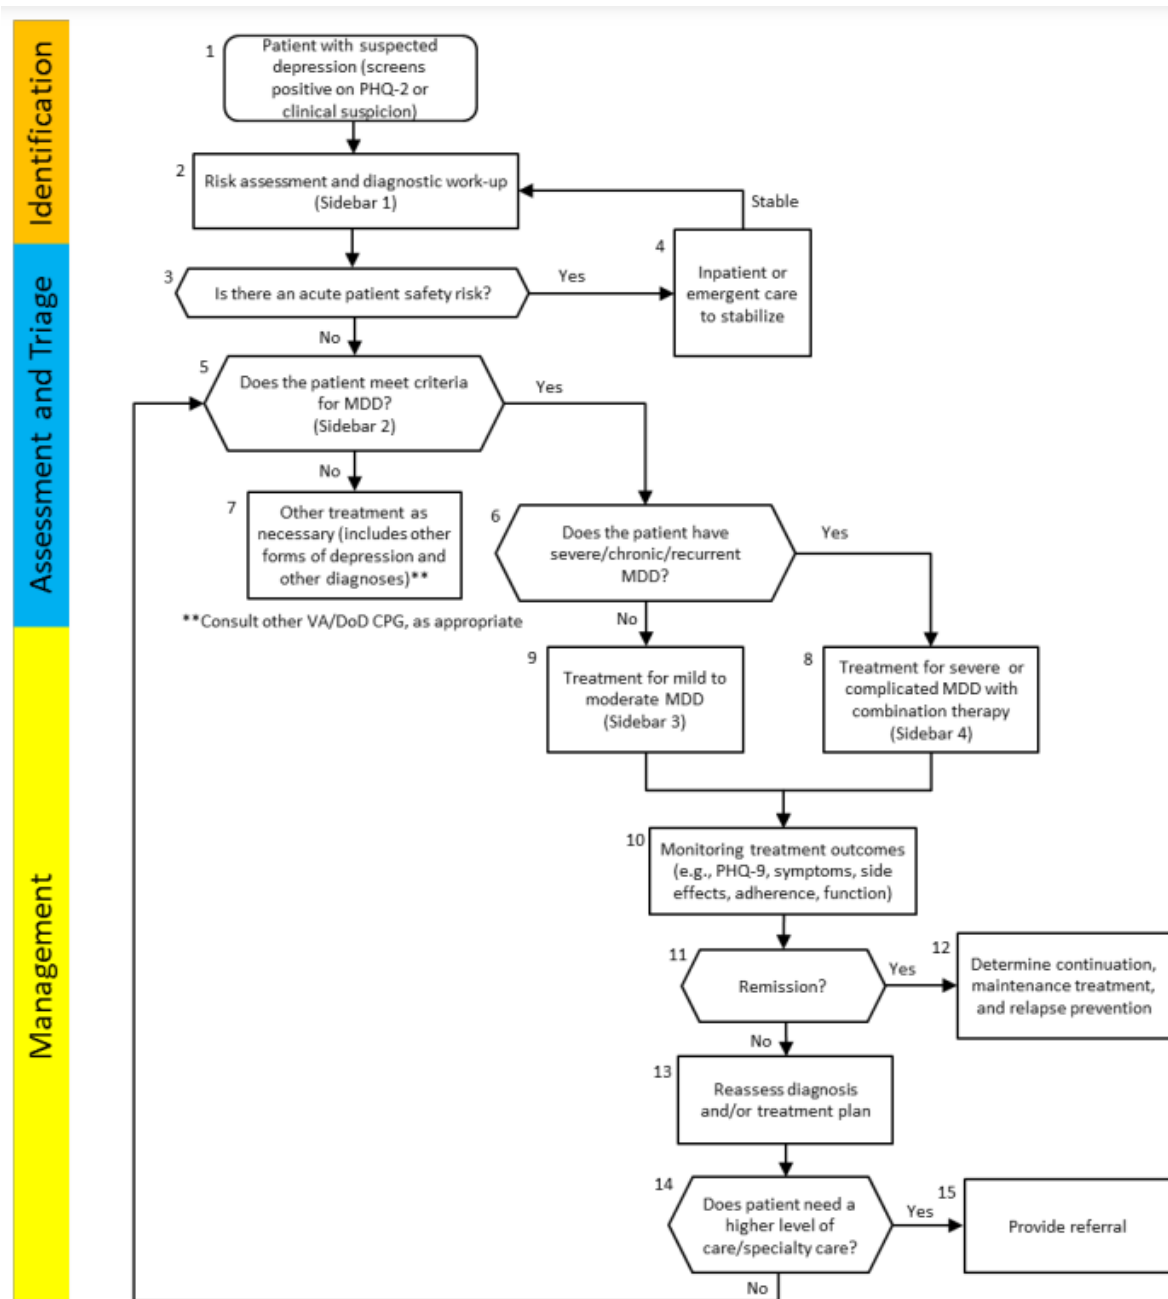 Identification
1
Patient with suspected
depression (screens
positive on PHQ-2 or
clinical suspicion)
2
Risk assessment and diagnostic work-up
(Sidebar 1)
Stable
Assessment and Triage
3
Is there an acute patient safety risk?
Yes
4
Inpatient or
emergent care
to stabilize
No
5
Does the patient meet criteria
for MDD?
(Sidebar 2)
Yes
No
7
Other treatment as
necessary (includes other
forms of depression and
other diagnoses)**
**Consult other VA/DoD CPG, as appropriate
6
Does the patient have
severe/chronic/recurrent
MDD?
Yes
No
Management
9
Treatment for mild to
moderate MDD
(Sidebar 3)
8
Treatment for severe or
complicated MDD with
combination therapy
(Sidebar 4)
10
Monitoring treatment outcomes
(e.g., PHQ-9, symptoms, side
effects, adherence, function)
11
Remission?
Yes
12
Determine continuation,
maintenance treatment,
and relapse prevention
No
13
Reassess diagnosis
and/or treatment plan
14
Does patient need a
higher level of
care/specialty care?
Yes
15
Provide referral
No